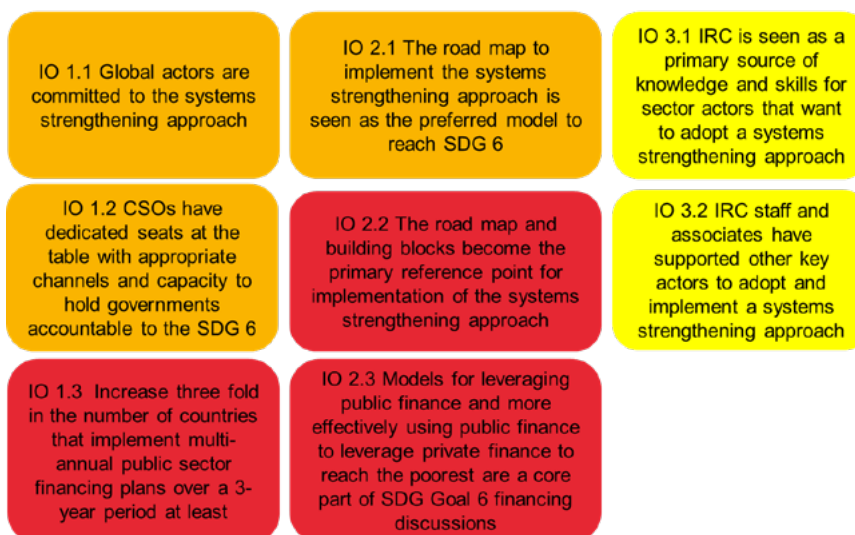 IO 1.1 Global actors are
committed to the systems
strengthening approach
IO 2.1 The road map to
implement the systems
strengthening approach is
seen as the preferred model to
reach SDG 6
IO 3.1 IRC is seen as a
primary source of
knowledge and skills for
sector actors that want
to adopt a systems
strengthening approach
IO 1.2 CSOs have
dedicated seats at the
table with appropriate
channels and capacity to
hold governments
accountable to the SDG 6
IO 2.2 The road map and
building blocks become the
primary reference point for
implementation of the systems
strengthening approach
IO 3.2 IRC staff and
associates have
supported other key
actors to adopt and
implement a systems
strengthening approach
IO 1.3 Increase three fold
in the number of countries
that implement multi-
annual public sector
financing plans over a 3-
year period at least
IO 2.3 Models for leveraging
public finance and more
effectively using public finance
to leverage private finance to
reach the poorest are a core
part of SDG Goal 6 financing
discussions